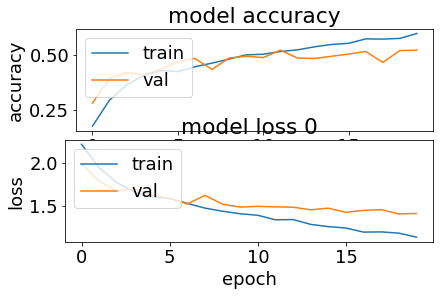 model accuracy
accuracy
0.50
0.25
train
val
model loss 0
loss
2.0
1.5
train
val
0
5
10
15
epoch